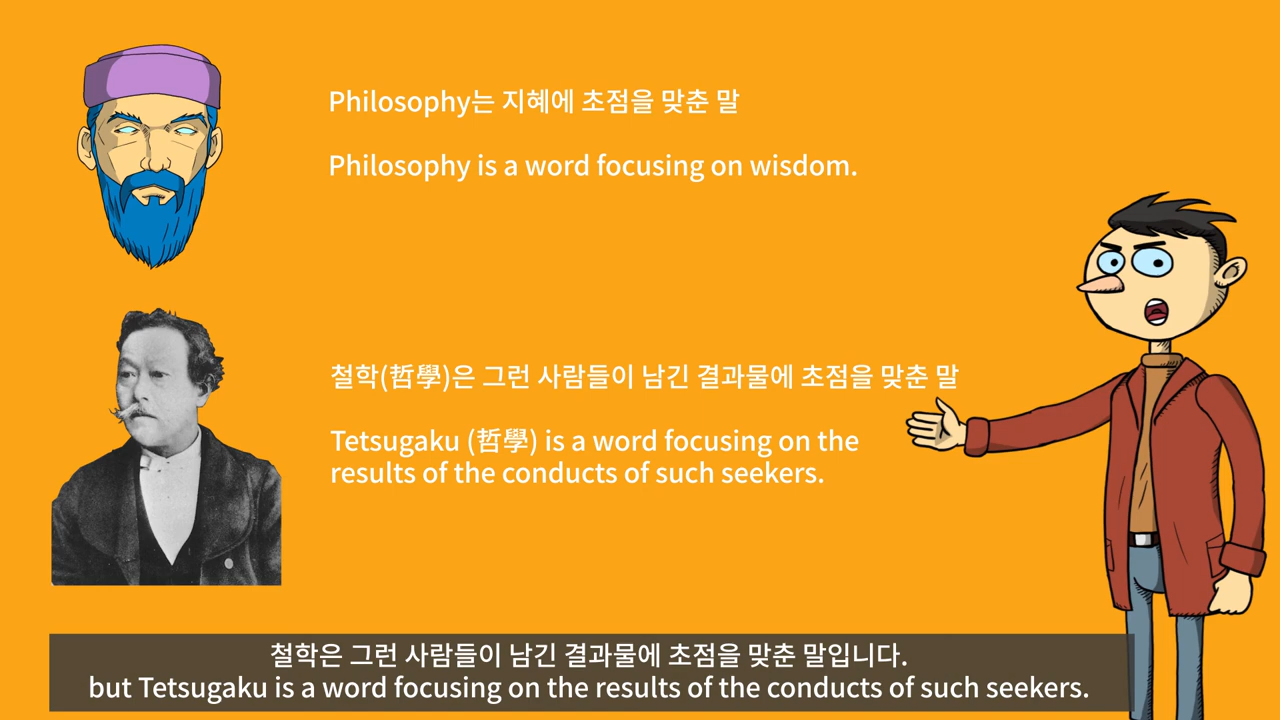 Philosophy는 지혜에 초점을 맞춘 말
Philosophy is a word focusing on wisdom.
철학(哲學)은 그런 사람들이 남긴 결과물에 초점을 맞춘 말
Tetsugaku (哲學) is a word focusing on the
results of the conducts of such seekers.
철학은 그런 사람들이 남긴 결과물에 초점을 맞춘 말입니다.
but Tetsugaku is a word focusing on the results of the conducts of such seekers.